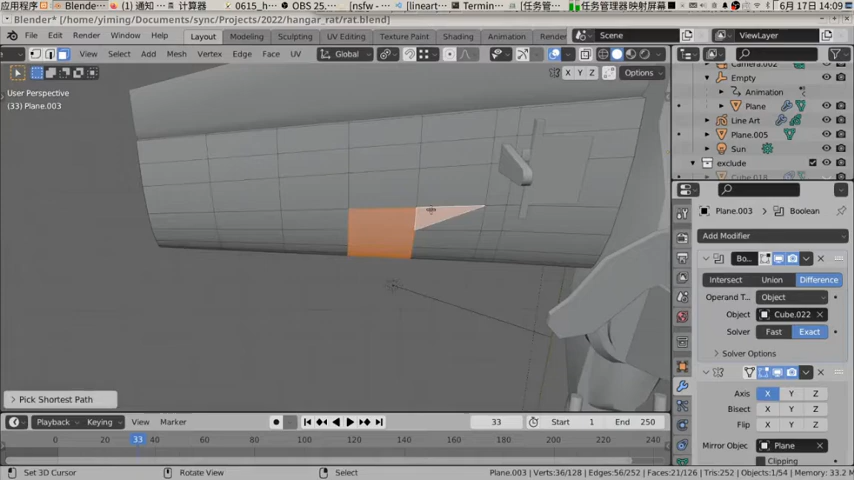 应用程序 Blender... (1) 通知... 计算器 0616_h... OBS 25... [nsfw -... [lineart... Termin... [任务管... 任务管理器映射屏幕 6月17日 14:09
/home/yiming/Documents/sync/Projects/2022/hangar_rat/rat.blend]
File Edit Render Window Help Layout Modeling Sculpting UV Editing Texture Paint Shading Animation Render Scene ViewLayer
View Select Add Mesh Vertex Edge Face UV Global
X Y Z Options
User Perspective
(33) Plane.003
Camera.002
Empty
Animation
Plane
Line Art
Plane.005
Sun
exclude
Cube.018
Plane.003 Boolean
Add Modifier
Bo...
Intersect Union Difference
Operand T... Object
Object Cube.022
Solver Fast Exact
Solver Options
Axis X Y Z
Bisect X Y Z
Flip X Y Z
Mirror Objec Plane
Clipping
Pick Shortest Path
Playback Keying View Marker 33 Start 1 End 250
0 20 33 40 60 80 100 120 140 160 180 200 220 240
Set 3D Cursor Rotate View Select Plane.003 | Verts:36/128 | Edges:56/252 | Faces:21/126 | Tris:252 | Objects:1/54 | Memory: 33.2 M